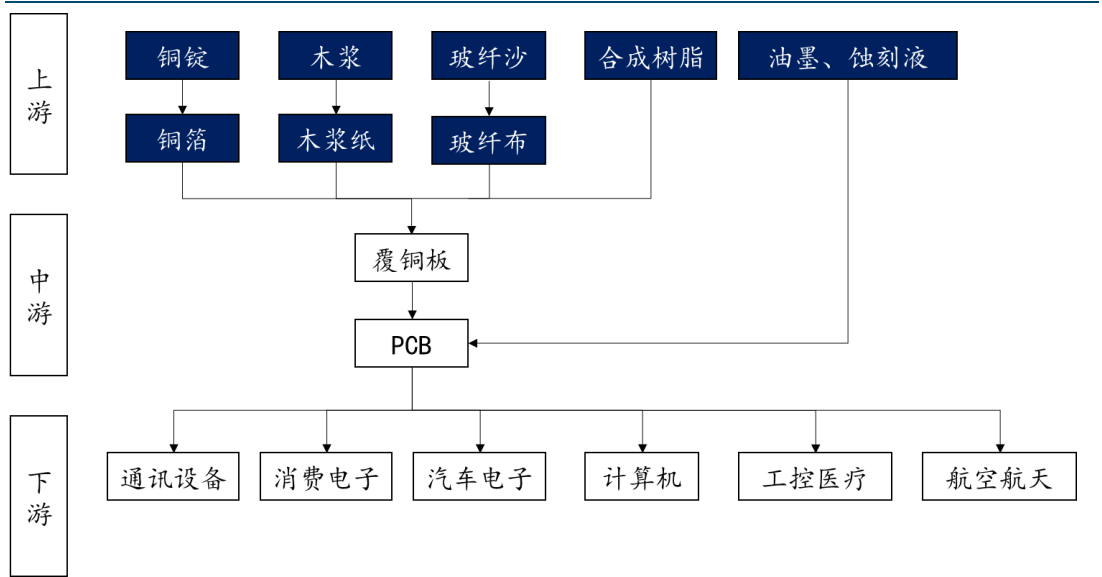 上游
铜锭
木浆
玻纤沙
合成树脂
油墨、蚀刻液
铜箔
木浆纸
玻纤布
中游
覆铜板
PCB
下游
通讯设备
消费电子
汽车电子
计算机
工控医疗
航空航天